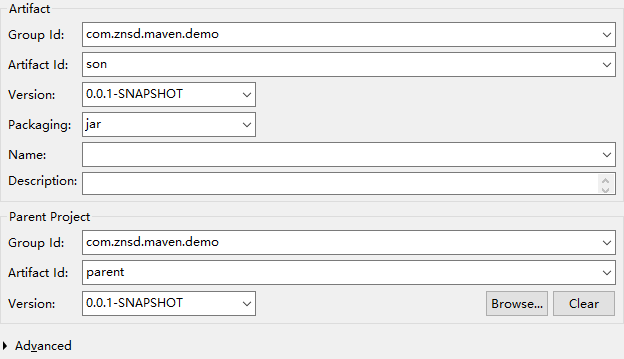 Artifact
Group Id: com.znsd.maven.demo
Artifact Id: son
Version: 0.0.1-SNAPSHOT
Packaging: jar
Name:
Description:
Parent Project
Group Id: com.znsd.maven.demo
Artifact Id: parent
Version: 0.0.1-SNAPSHOT Browse... Clear
Advanced